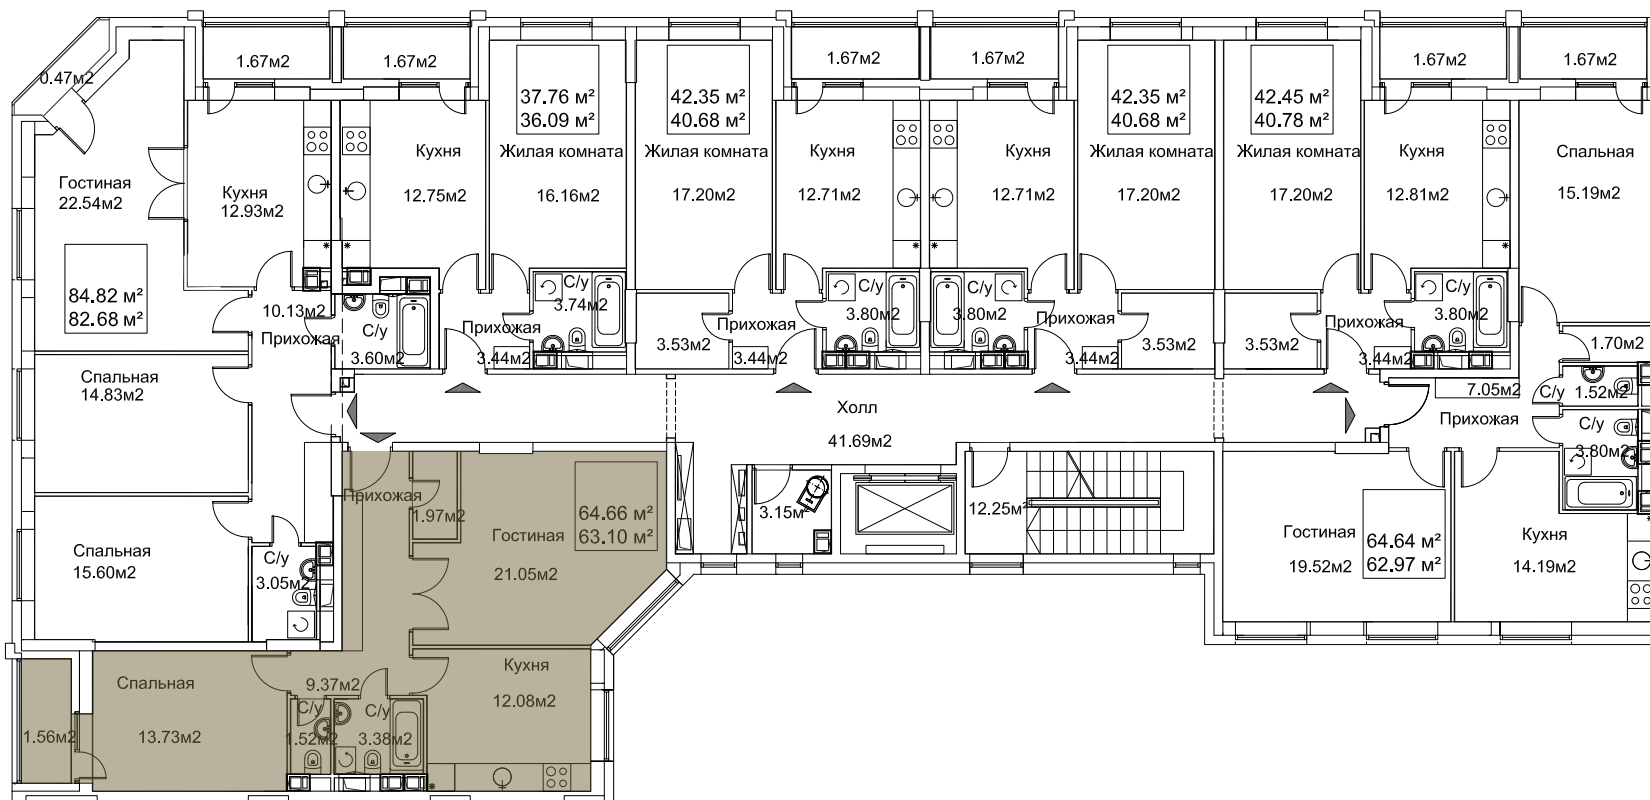 0.47м2
1.67м2
1.67м2
1.67м2
1.67м2
1.67м2
1.67м2
37.76 м²
36.09 м²
42.35 м²
40.68 м²
42.35 м²
40.68 м²
42.45 м²
40.78 м²
Гостиная
22.54м2
Кухня
12.93м2
Кухня
12.75м2
Жилая комната
16.16м2
Жилая комната
17.20м2
Кухня
12.71м2
Кухня
12.71м2
Жилая комната
17.20м2
Жилая комната
17.20м2
Кухня
12.81м2
Спальная
15.19м2
84.82 м²
82.68 м²
10.13м2
Прихожая
С/у
3.60м2
Прихожая
3.44м2
С/у
3.74м2
3.53м2
Прихожая
3.44м2
С/у
3.80м2
С/у
3.80м2
Прихожая
3.44м2
3.53м2
3.53м2
Прихожая
3.44м2
С/у
3.80м2
1.70м2
7.05м2
С/у
1.52м2
Прихожая
С/у
3.80м2
Спальная
14.83м2
Холл
41.69м2
Спальная
15.60м2
С/у
3.05м2
Прихожая
1.97м2
Гостиная
21.05м2
64.66 м²
63.10 м²
3.15м²
12.25м²
Гостиная
19.52м2
64.64 м²
62.97 м²
Кухня
14.19м2
1.56м2
Спальная
13.73м2
9.37м2
С/у
1.52м2
С/у
3.38м2
Кухня
12.08м2